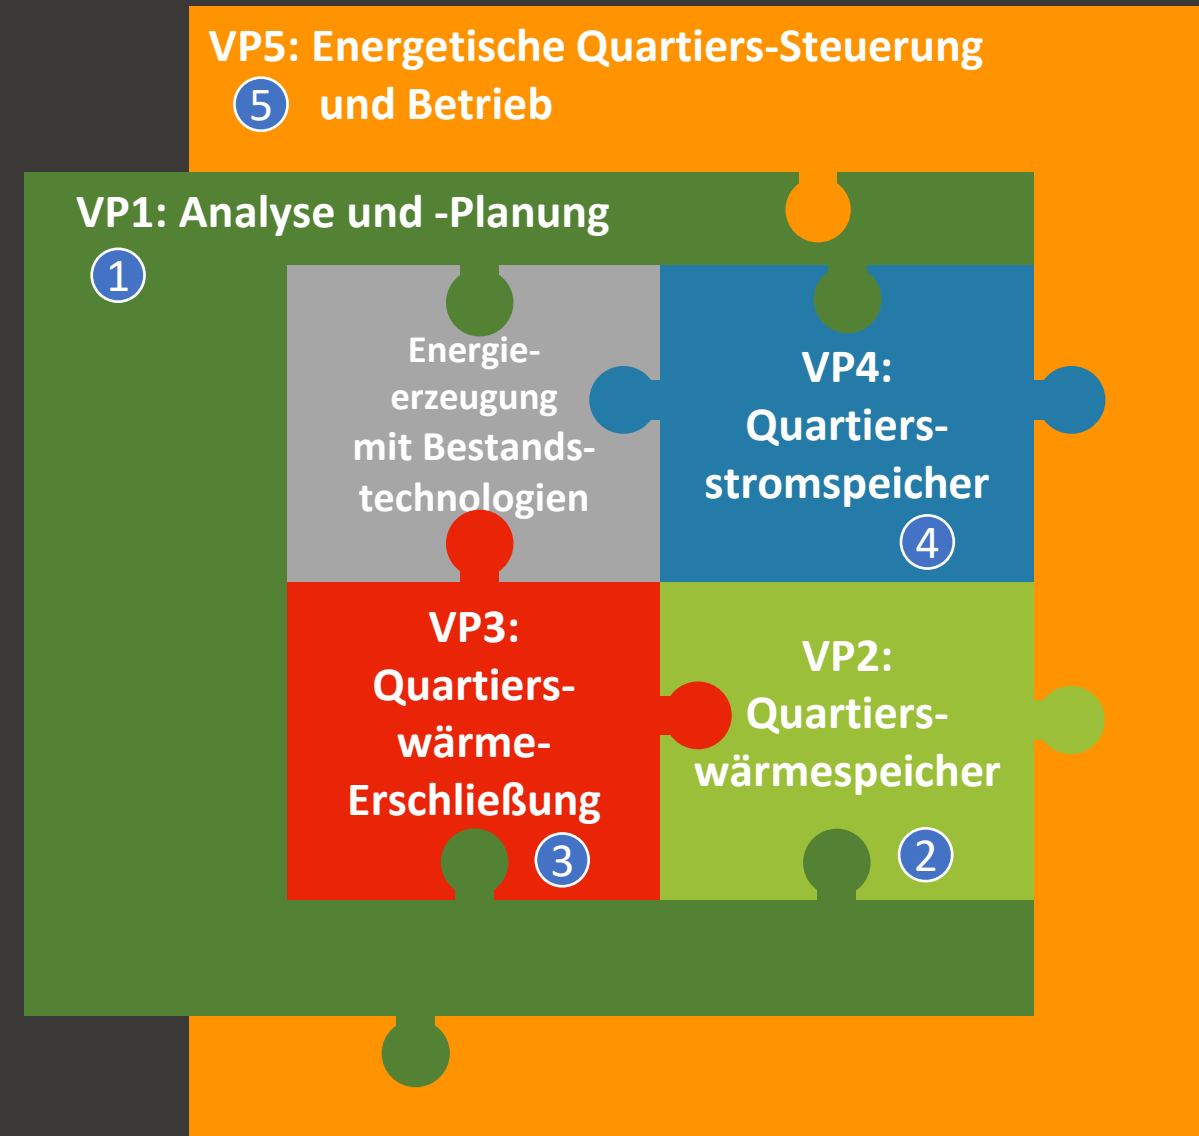 VP5: Energetische Quartiers-Steuerung
5 und Betrieb
VP1: Analyse und -Planung
1
Energie-
erzeugung
mit Bestands-
technologien
VP4:
Quartiers-
stromspeicher
4
VP3:
Quartiers-
wärme-
Erschließung
3
VP2:
Quartiers-
wärmespeicher
2